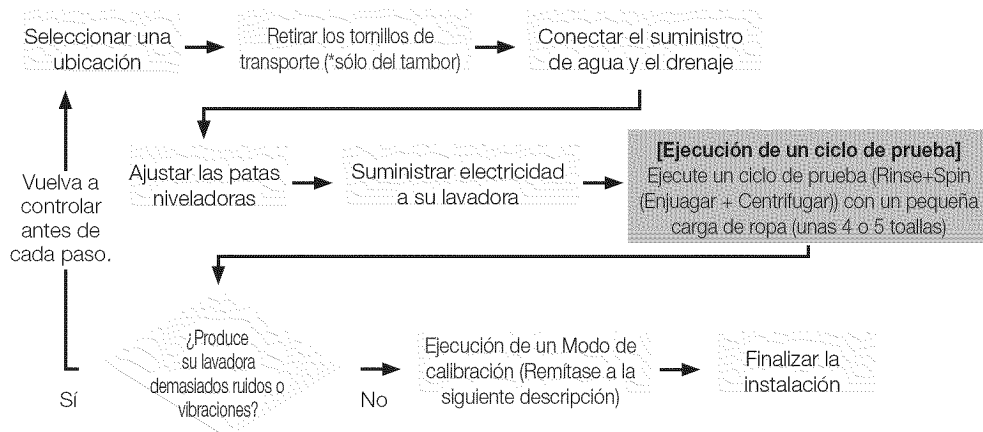 Seleccionar una
ubicación
Retirar los tornillos de
transporte (*sólo del tambor)
Conectar el suministro
de agua y el drenaje
Ajustar las patas
niveladoras
Suministrar electricidad
a su lavadora
[Ejecución de un ciclo de prueba]
Ejecute un ciclo de prueba (Rinse+Spin
(Enjuagar + Centrifugar)) con un pequeña
carga de ropa (unas 4 o 5 toallas)
Vuelva a
controlar
antes de
cada paso.
¿Produce
su lavadora
demasiados ruidos o
vibraciones?
Sí
No
Ejecución de un Modo de
calibración (Remítase a la
siguiente descripción)
Finalizar la
instalación